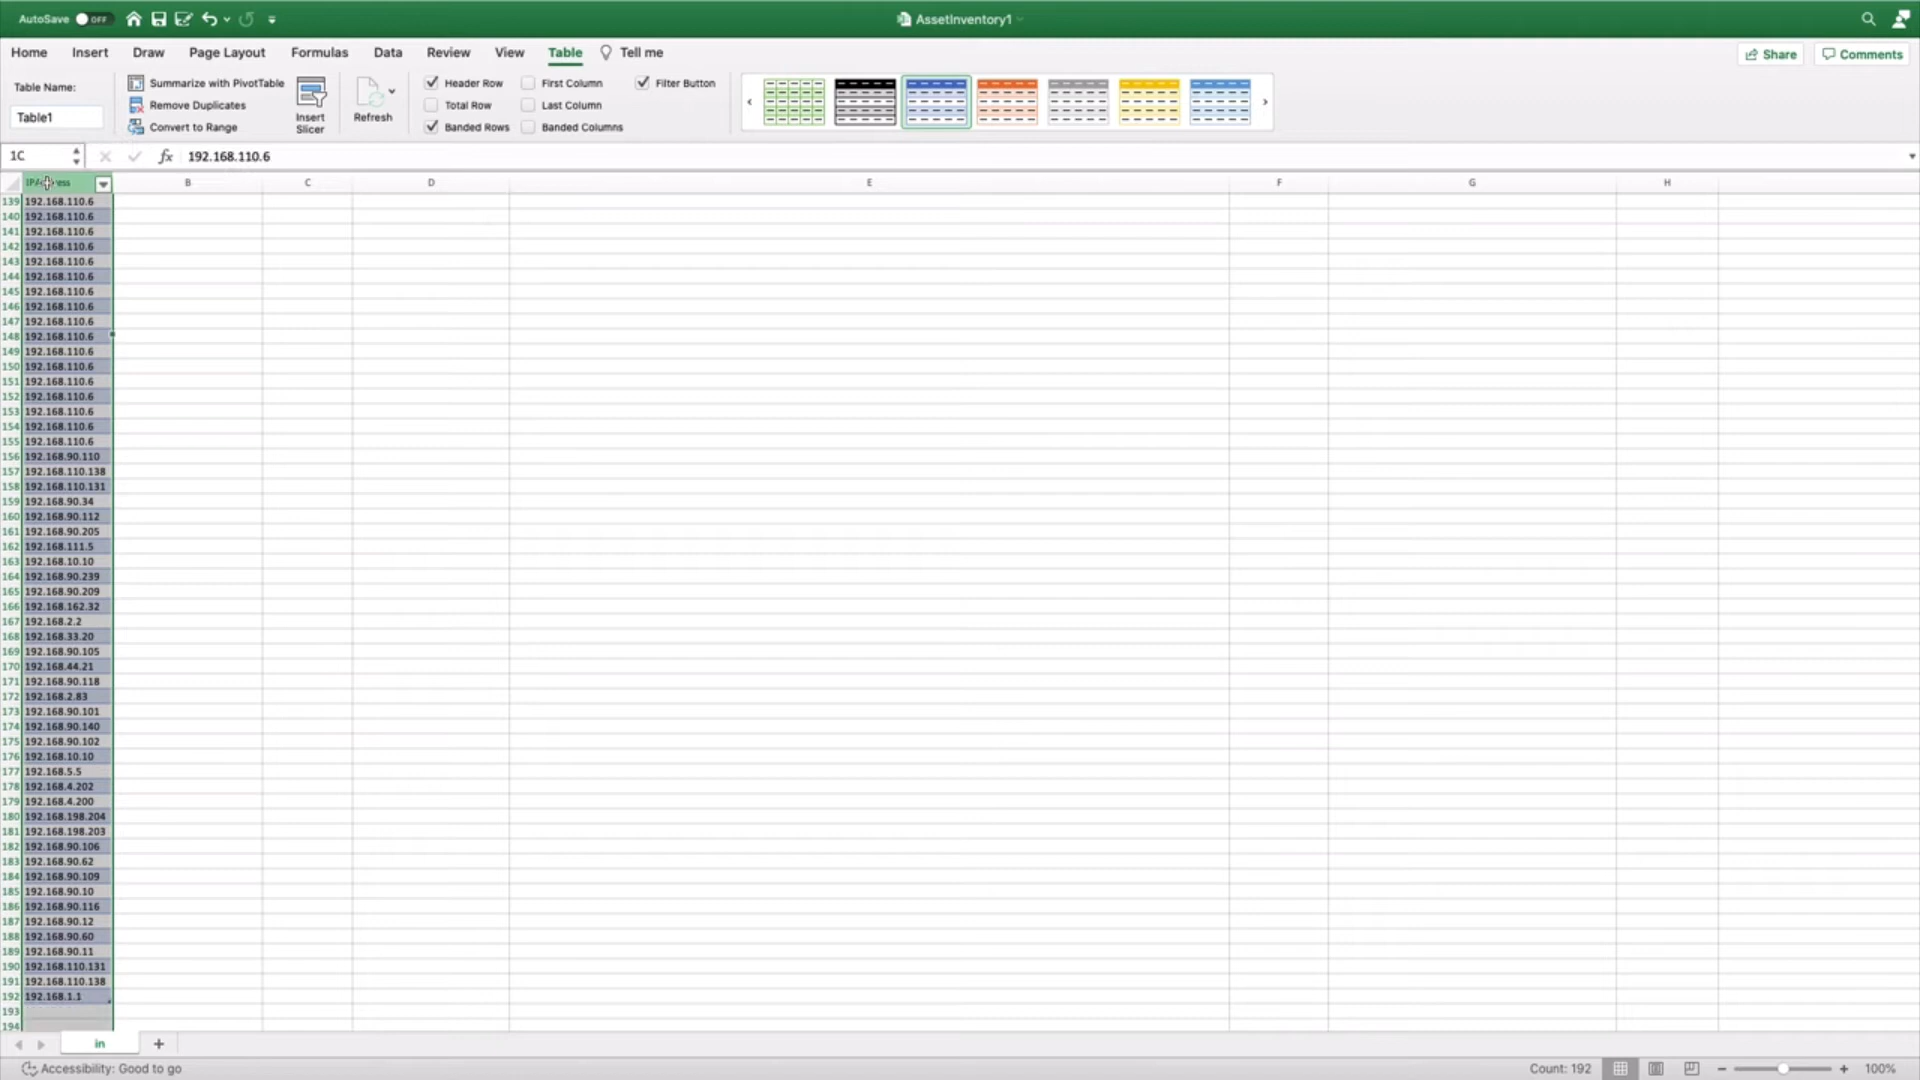 AutoSave OFF
AssetInventory1
Home Insert Draw Page Layout Formulas Data Review View Table Tell me
Share Comments
Table Name:
Table1
Summarize with PivotTable
Remove Duplicates
Convert to Range
Insert
Slicer
Refresh
Header Row First Column Filter Button
Total Row Last Column
Banded Rows Banded Columns
1C fx 192.168.110.6
B C D E F G H
139 192.168.110.6
140 192.168.110.6
141 192.168.110.6
142 192.168.110.6
143 192.168.110.6
144 192.168.110.6
145 192.168.110.6
146 192.168.110.6
147 192.168.110.6
148 192.168.110.6
149 192.168.110.6
150 192.168.110.6
151 192.168.110.6
152 192.168.110.6
153 192.168.110.6
154 192.168.110.6
155 192.168.110.6
156 192.168.90.110
157 192.168.110.138
158 192.168.110.131
159 192.168.90.34
160 192.168.90.112
161 192.168.90.205
162 192.168.111.5
163 192.168.10.10
164 192.168.90.239
165 192.168.90.209
166 192.168.162.32
167 192.168.2.2
168 192.168.33.20
169 192.168.90.105
170 192.168.44.21
171 192.168.90.118
172 192.168.2.83
173 192.168.90.101
174 192.168.90.140
175 192.168.90.102
176 192.168.10.10
177 192.168.5.5
178 192.168.4.202
179 192.168.4.200
180 192.168.198.204
181 192.168.198.203
182 192.168.90.106
183 192.168.90.62
184 192.168.90.109
185 192.168.90.10
186 192.168.90.116
187 192.168.90.12
188 192.168.90.60
189 192.168.90.11
190 192.168.110.131
191 192.168.110.138
192 192.168.1.1
193
194
in
Accessibility: Good to go
Count: 192
100%